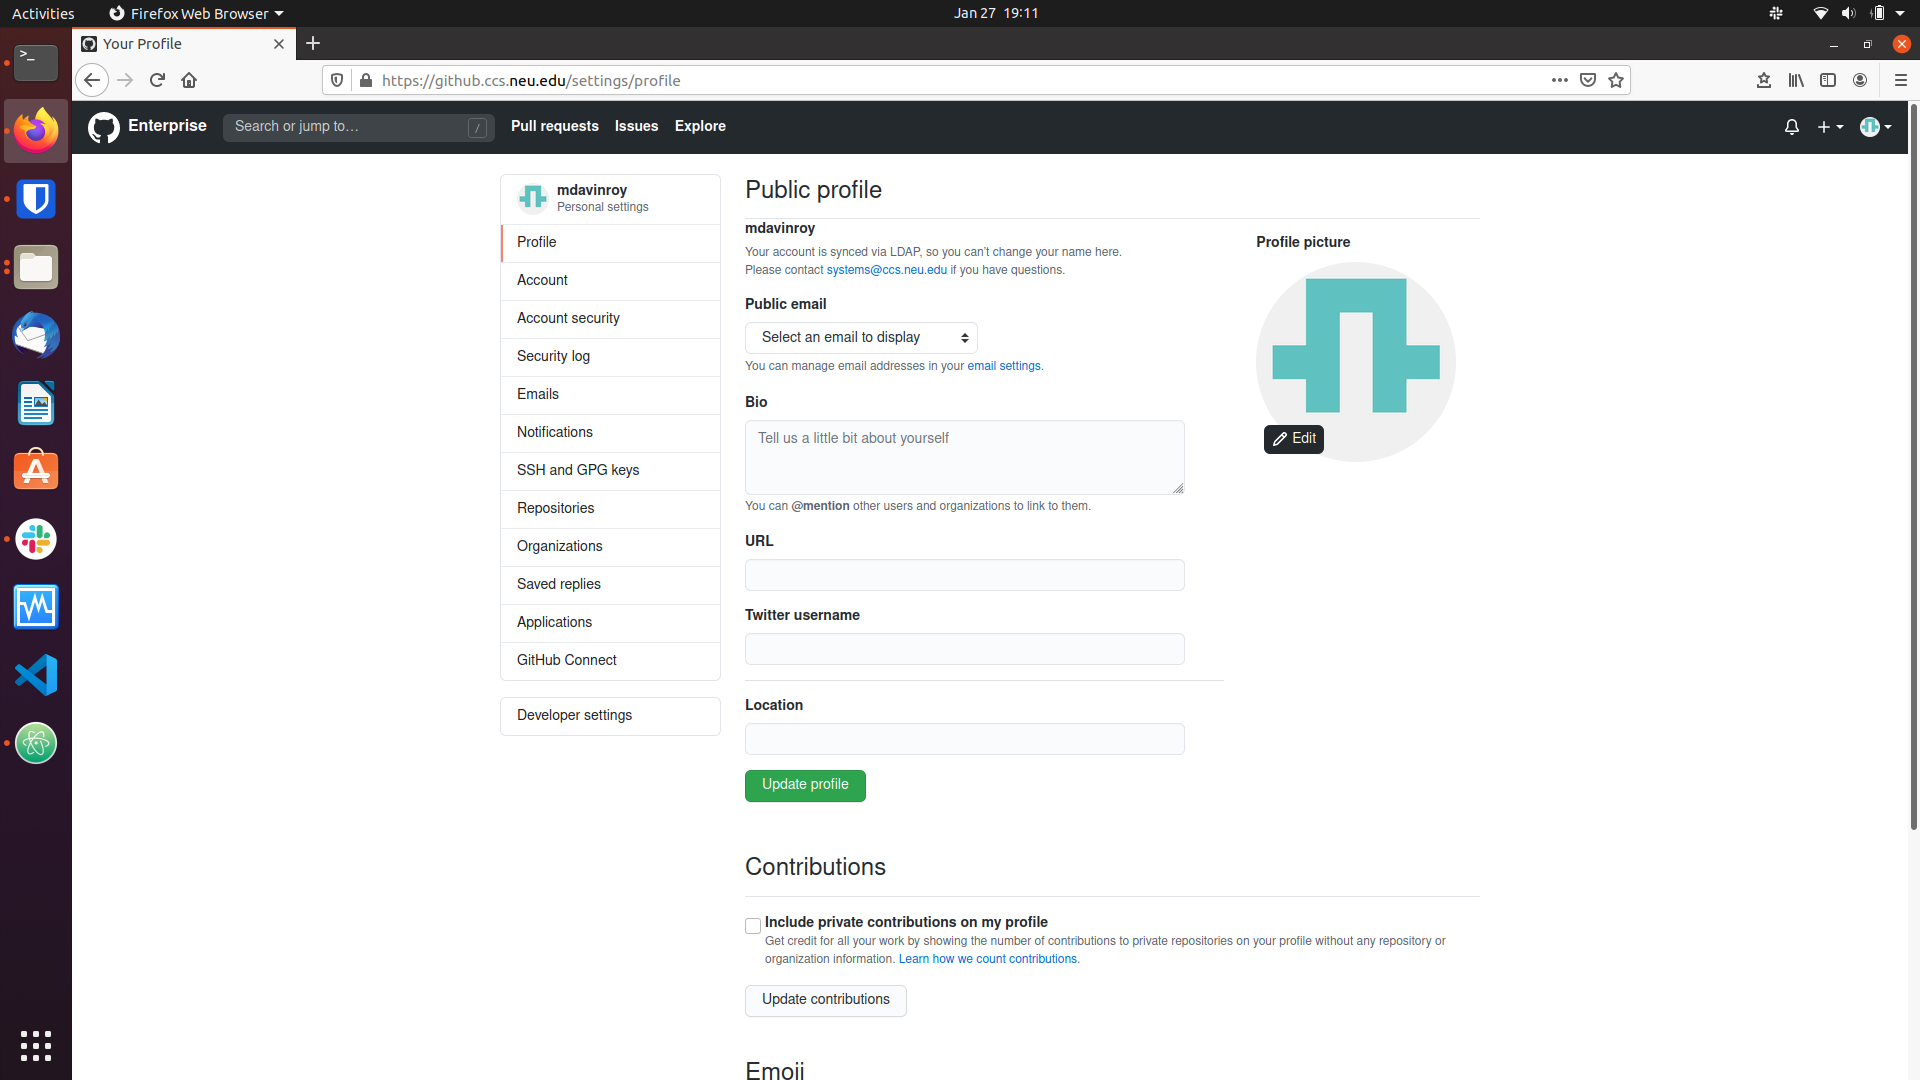 Activities
Firefox Web Browser
Jan 27 19:11
Your Profile
https://github.ccs.neu.edu/settings/profile
Enterprise
Search or jump to…
/
Pull requests
Issues
Explore
mdavinroy
Personal settings
Profile
Account
Account security
Security log
Emails
Notifications
SSH and GPG keys
Repositories
Organizations
Saved replies
Applications
GitHub Connect
Developer settings
Public profile
mdavinroy
Your account is synced via LDAP, so you can't change your name here.
Please contact systems@ccs.neu.edu if you have questions.
Public email
Select an email to display
You can manage email addresses in your email settings.
Bio
Tell us a little bit about yourself
You can @mention other users and organizations to link to them.
URL
Twitter username
Location
Update profile
Profile picture
Edit
Contributions
Include private contributions on my profile
Get credit for all your work by showing the number of contributions to private repositories on your profile without any repository or
organization information. Learn how we count contributions.
Update contributions
Emoji